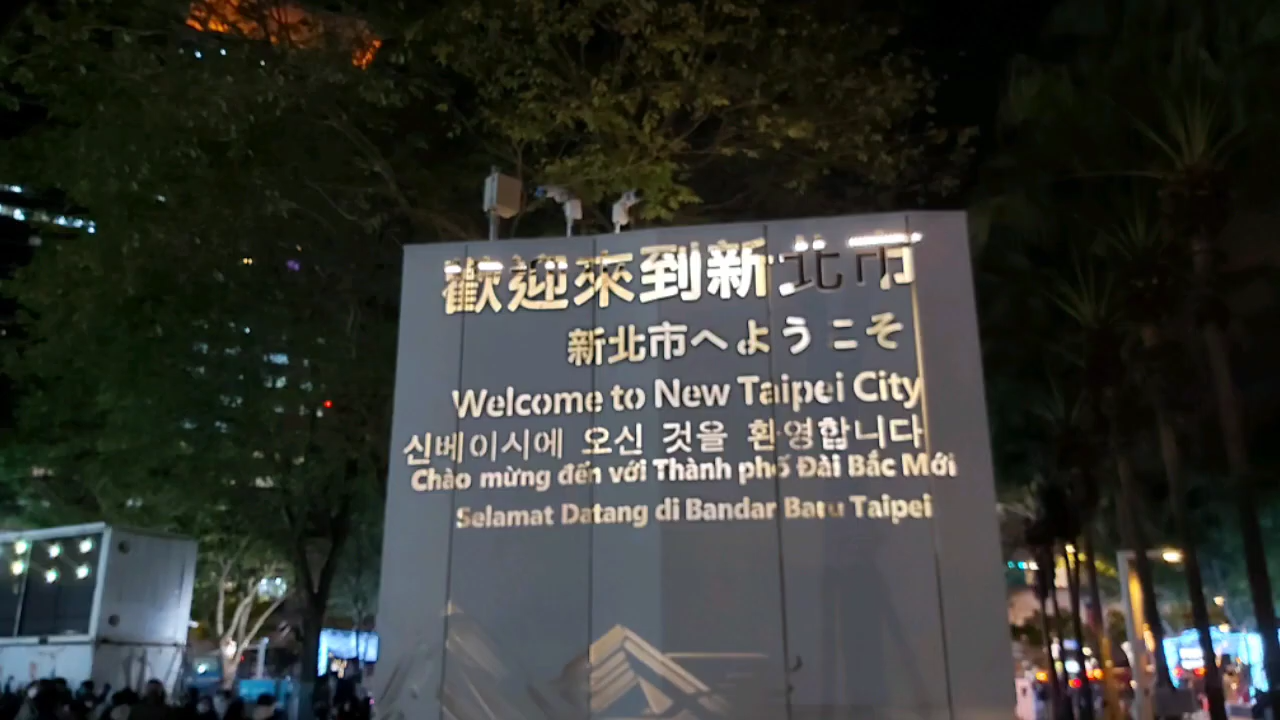 歡迎來到新北市
新北市へようこそ
Welcome to New Taipei City
신베이시에 오신 것을 환영합니다
Chào mừng đến với Thành phố Đài Bắc Mới
Selamat Datang di Bandar Baru Taipei